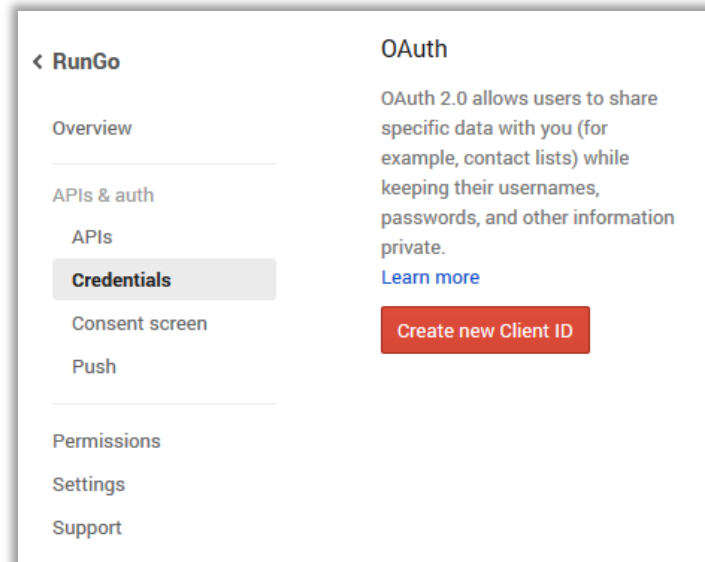 RunGo
Overview
APIs & auth
APIs
Credentials
Consent screen
Push
Permissions
Settings
Support
OAuth
OAuth 2.0 allows users to share
specific data with you (for
example, contact lists) while
keeping their usernames,
passwords, and other information
private.
Learn more
Create new Client ID